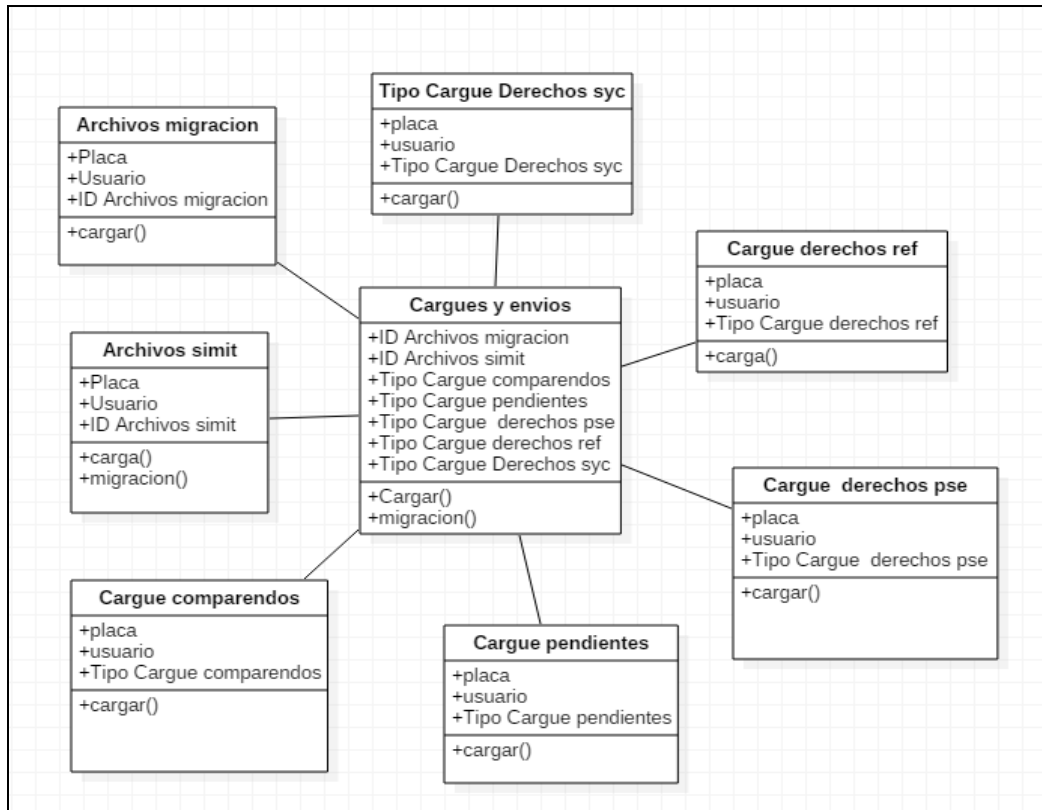 Tipo Cargue Derechos syc
+placa
+usuario
+Tipo Cargue Derechos syc
+cargar()
Archivos migracion
+Placa
+Usuario
+ID Archivos migracion
+cargar()
Cargue derechos ref
+placa
+usuario
+Tipo Cargue derechos ref
+carga()
Cargues y envios
+ID Archivos migracion
+ID Archivos simit
+Tipo Cargue comparendos
+Tipo Cargue pendientes
+Tipo Cargue  derechos pse
+Tipo Cargue derechos ref
+Tipo Cargue Derechos syc
+Cargar()
+migracion()
Archivos simit
+Placa
+Usuario
+ID Archivos simit
+carga()
+migracion()
Cargue  derechos pse
+placa
+usuario
+Tipo Cargue  derechos pse
+cargar()
Cargue comparendos
+placa
+usuario
+Tipo Cargue comparendos
+cargar()
Cargue pendientes
+placa
+usuario
+Tipo Cargue pendientes
+cargar()